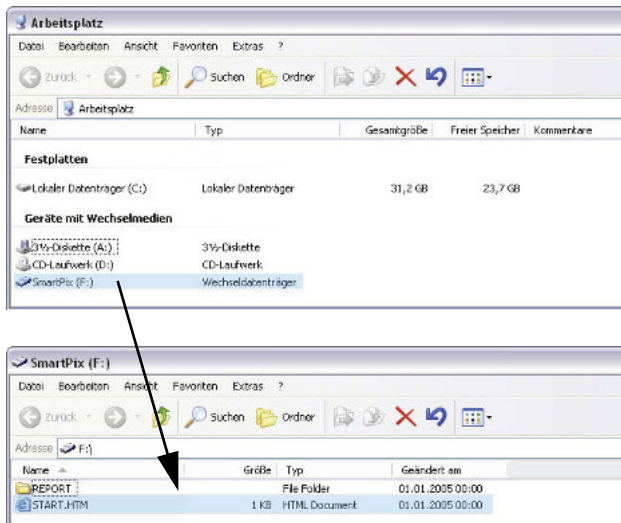 Arbeitsplatz
Datei Bearbeiten Ansicht Favoriten Extras ?
Zurück Suchen Ordner
Adresse Arbeitsplatz
Name Typ Gesamtgröße Freier Speicher Kommentare
Festplatten
Lokaler Datenträger (C:) Lokaler Datenträger 31,2 GB 23,7 GB
Geräte mit Wechselmedien
3½-Diskette (A:) 3½-Diskette
CD-Laufwerk (D:) CD-Laufwerk
SmartPix (F:) Wechseldatenträger
SmartPix (F:)
Datei Bearbeiten Ansicht Favoriten Extras ?
Zurück Suchen Ordner
Adresse F:\
Name Größe Typ Geändert am
REPORT File Folder 01.01.2005 00:00
START.HTM 1 KB HTML Document 01.01.2005 00:00